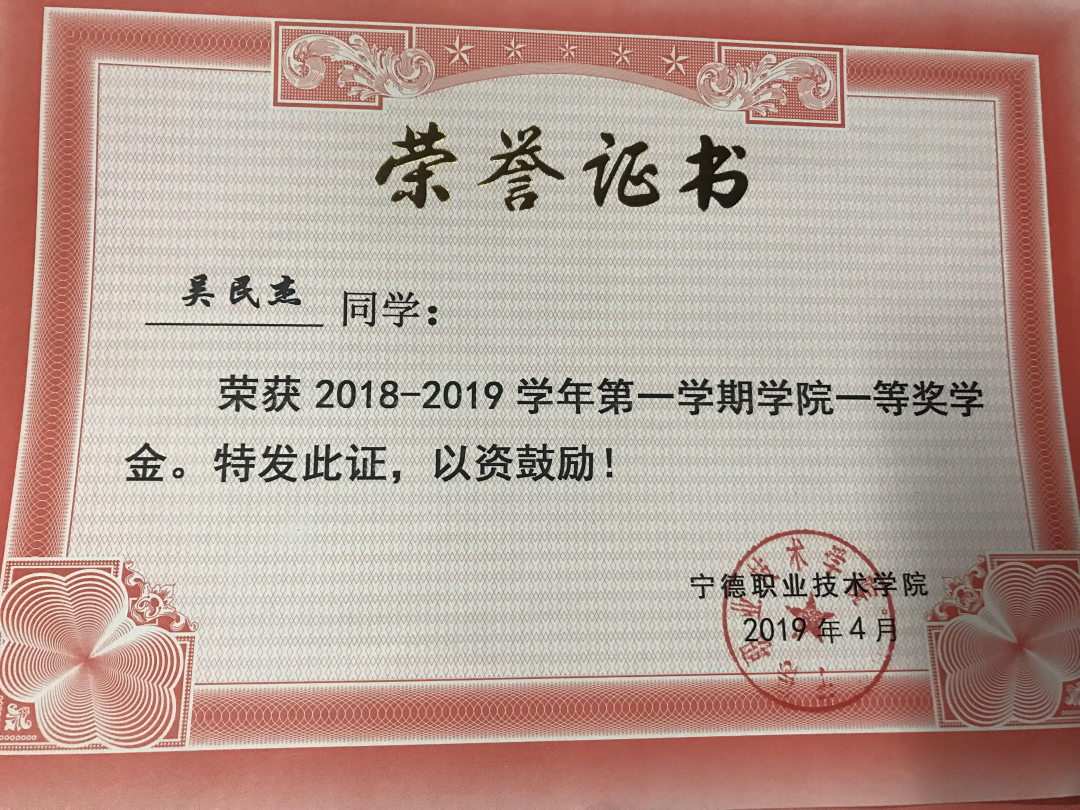 荣誉证书
吴民杰 同学：
荣获 2018-2019 学年第一学期学院一等奖学
金。特发此证，以资鼓励！
宁德职业技术学院
2019 年 4 月